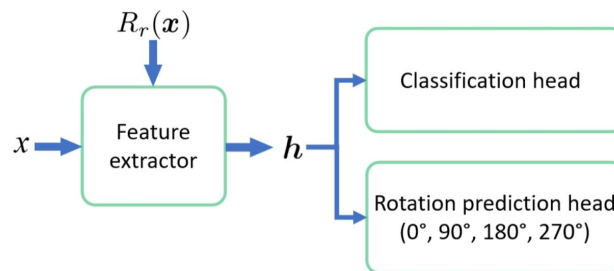 R_r(x)
x
Feature
extractor
h
Classification head
Rotation prediction head
(0°, 90°, 180°, 270°)